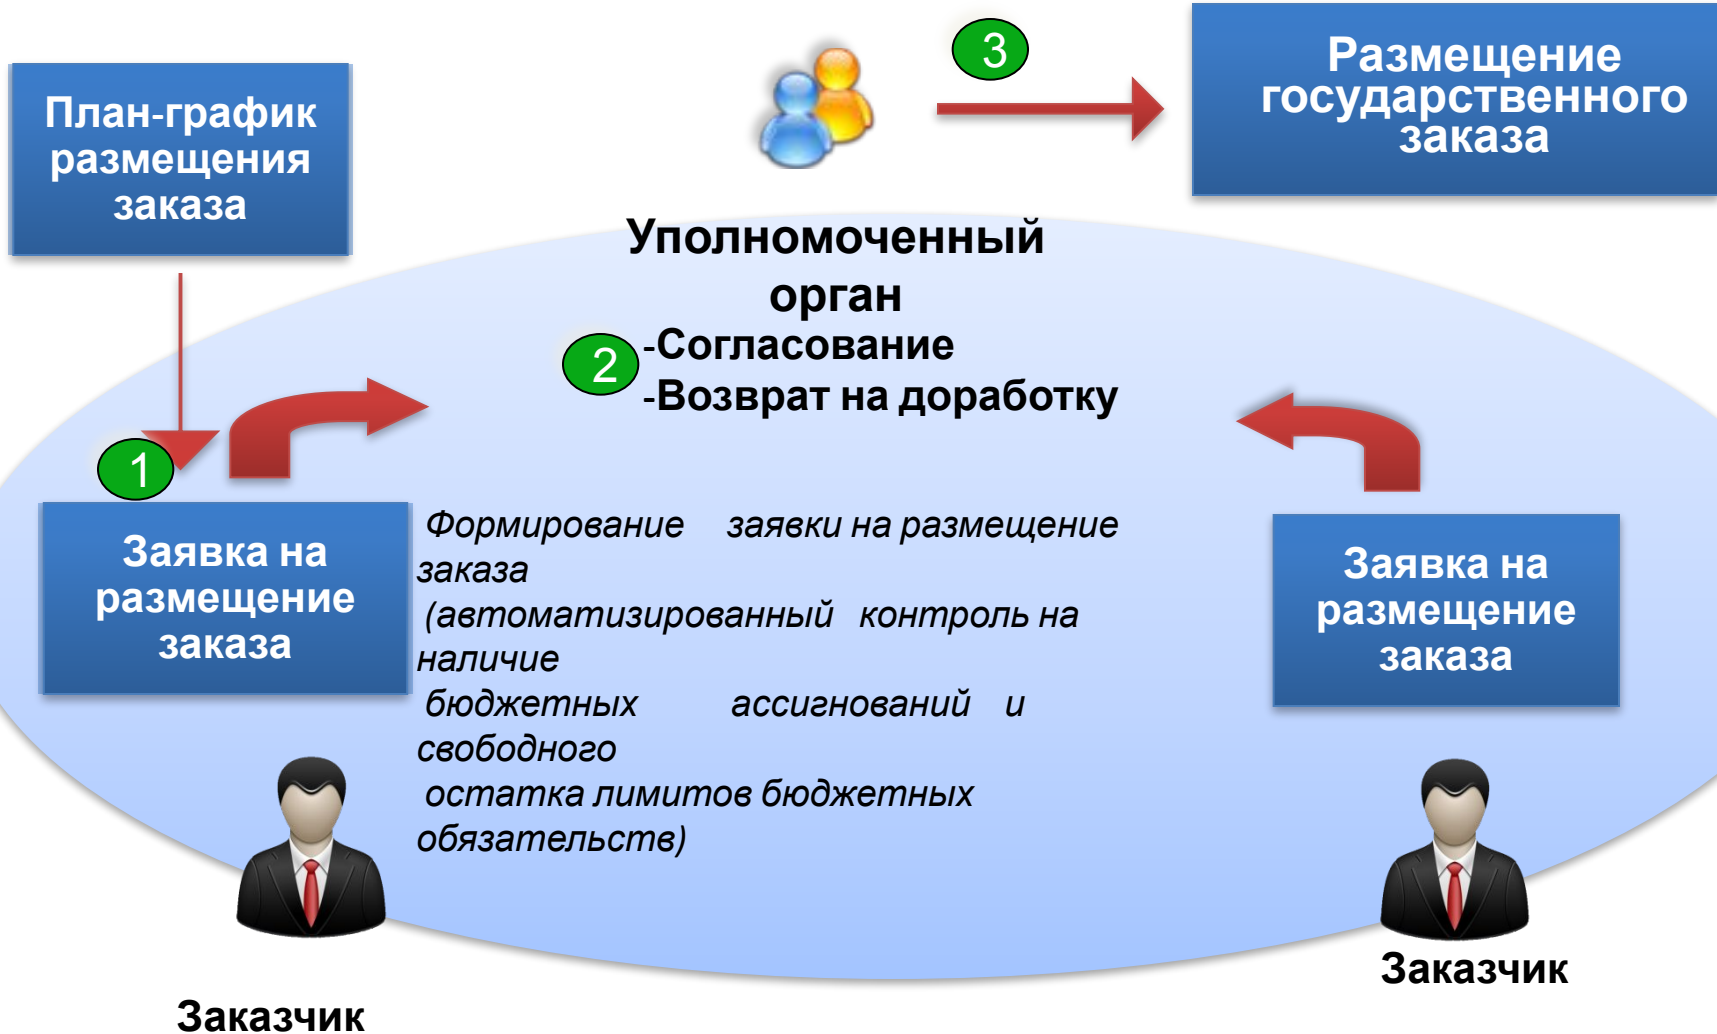 План-график
размещения
заказа
3
Размещение
государственного
заказа
Уполномоченный
орган
2
-Согласование
-Возврат на доработку
1
Заявка на
размещение
заказа
Формирование заявки на размещение
заказа
(автоматизированный контроль на
наличие
бюджетных ассигнований и
свободного
остатка лимитов бюджетных
обязательств)
Заявка на
размещение
заказа
Заказчик
Заказчик